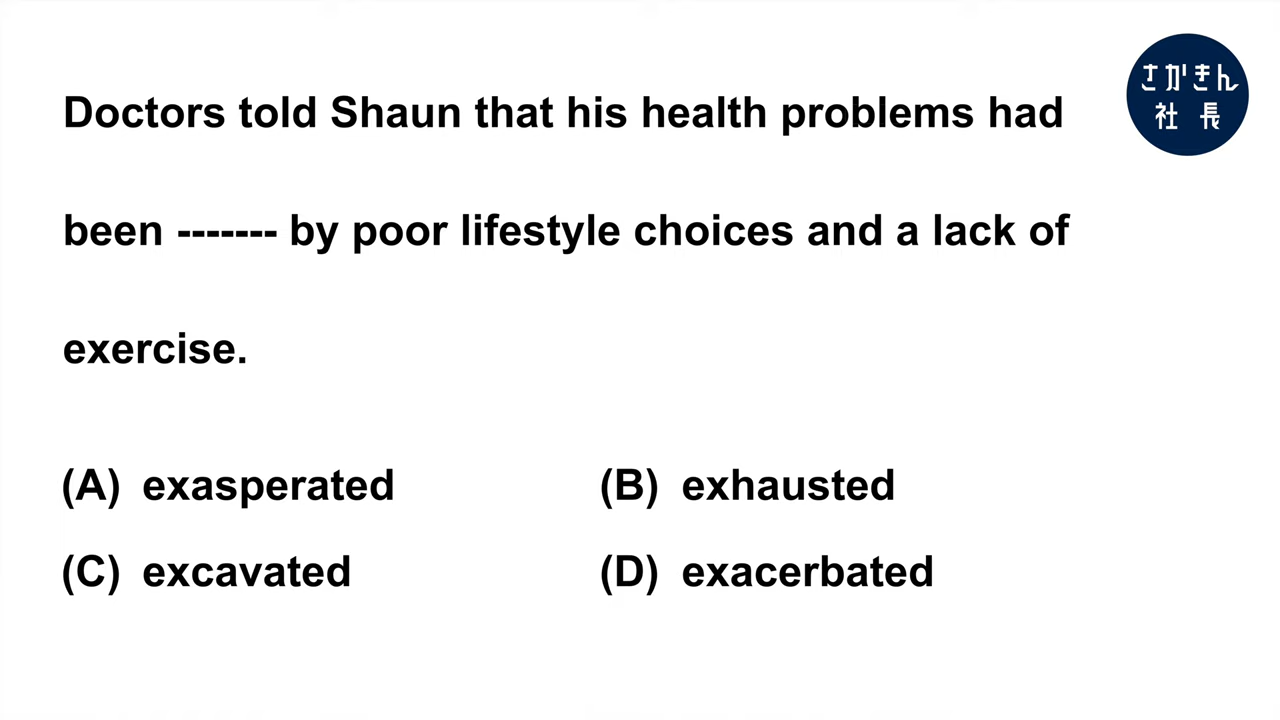 Doctors told Shaun that his health problems had
been ------- by poor lifestyle choices and a lack of
exercise.
(A) exasperated (B) exhausted
(C) excavated (D) exacerbated
さかきん
社長